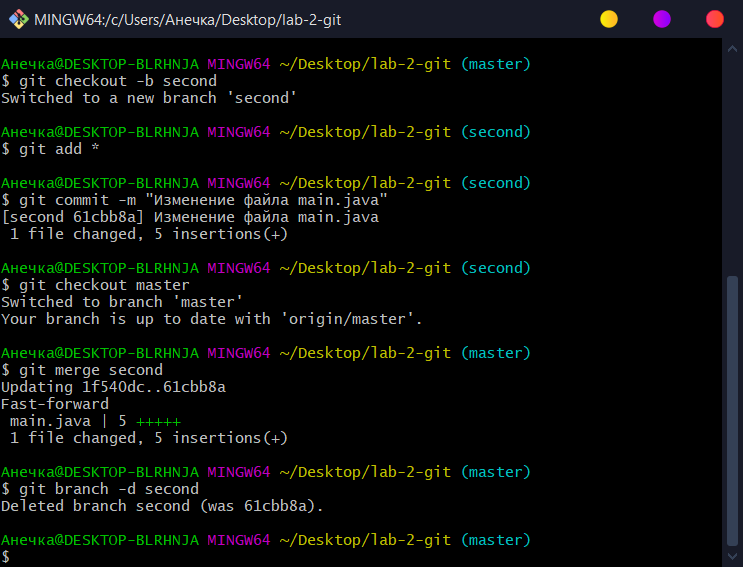 MINGW64:/c/Users/Анечка/Desktop/lab-2-git
Анечка@DESKTOP-BLRHNJA MINGW64 ~/Desktop/lab-2-git (master)
$ git checkout -b second
Switched to a new branch 'second'
Анечка@DESKTOP-BLRHNJA MINGW64 ~/Desktop/lab-2-git (second)
$ git add *
Анечка@DESKTOP-BLRHNJA MINGW64 ~/Desktop/lab-2-git (second)
$ git commit -m "Изменение файла main.java"
[second 61cbb8a] Изменение файла main.java
 1 file changed, 5 insertions(+)
Анечка@DESKTOP-BLRHNJA MINGW64 ~/Desktop/lab-2-git (second)
$ git checkout master
Switched to branch 'master'
Your branch is up to date with 'origin/master'.
Анечка@DESKTOP-BLRHNJA MINGW64 ~/Desktop/lab-2-git (master)
$ git merge second
Updating 1f540dc..61cbb8a
Fast-forward
 main.java | 5 +++++
 1 file changed, 5 insertions(+)
Анечка@DESKTOP-BLRHNJA MINGW64 ~/Desktop/lab-2-git (master)
$ git branch -d second
Deleted branch second (was 61cbb8a).
Анечка@DESKTOP-BLRHNJA MINGW64 ~/Desktop/lab-2-git (master)
$